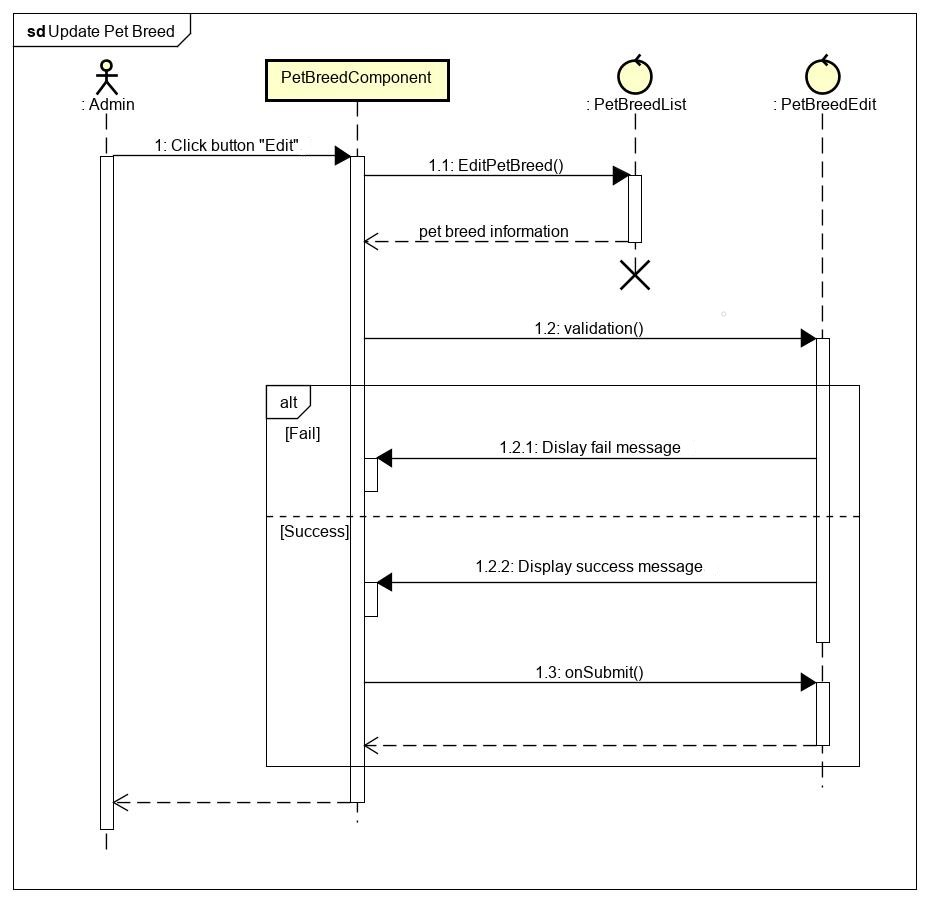 sd Update Pet Breed
: Admin
PetBreedComponent
: PetBreedList
: PetBreedEdit
1: Click button "Edit"
1.1: EditPetBreed()
pet breed information
1.2: validation()
alt
[Fail]
1.2.1: Dislay fail message
[Success]
1.2.2: Display success message
1.3: onSubmit()